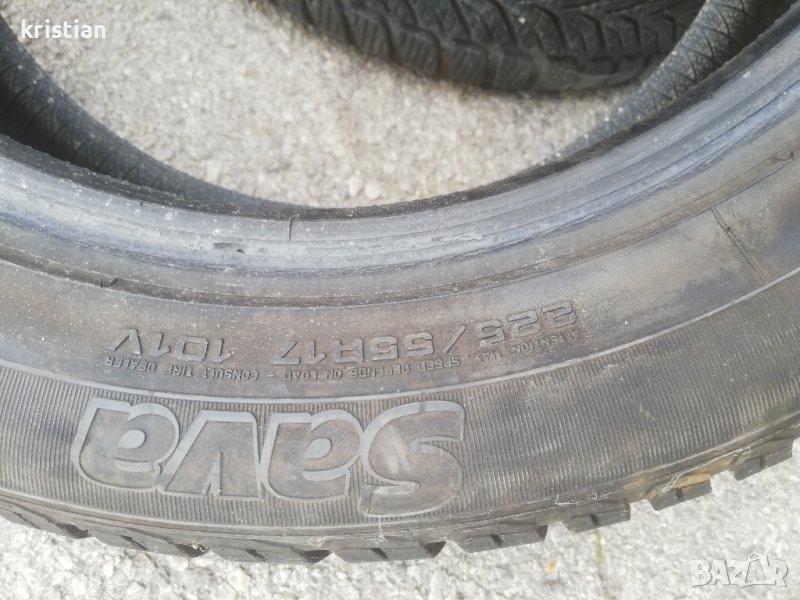 kristian
225/55R17 101V
ATTENTION MAX SPEED DEPENDS ON LOAD - CONSULT TIRE DEALER
Sava
BAZAR